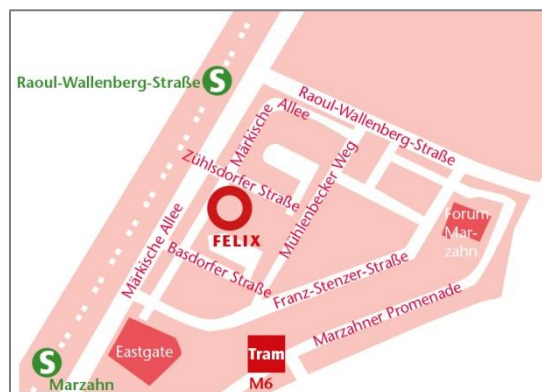 S
Raoul-Wallenberg-Straße
Raoul-Wallenberg-Straße
Märkische
Allee
Zühlsdorfer Straße
Mühlenbecker Weg
Forum
Mar-
zahn
FELIX
Märkische Allee
Basdorfer Straße
Franz-Stenzer-Straße
Marzahner Promenade
Eastgate
Tram
M6
S
Marzahn